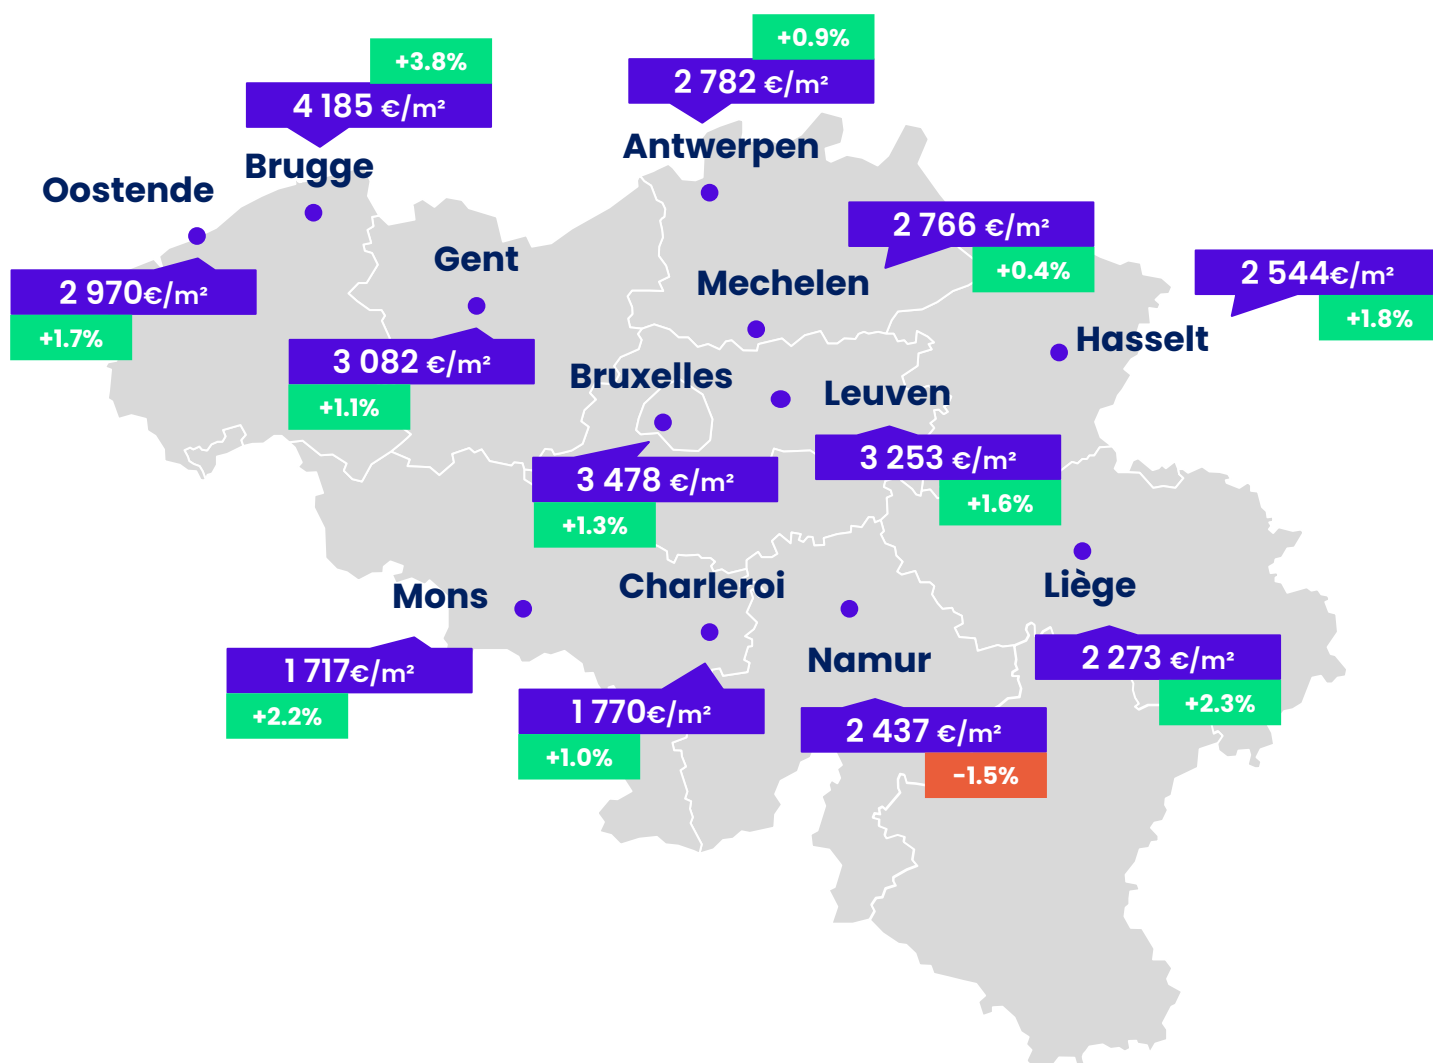 +0.9%
+3.8%
2 782 €/m²
4 185 €/m²
Antwerpen
Brugge
Oostende
2 766 €/m²
+0.4%
Gent
2 544€/m²
+1.8%
Mechelen
2 970€/m²
+1.7%
Hasselt
3 082 €/m²
+1.1%
Bruxelles
Leuven
3 253 €/m²
+1.6%
3 478 €/m²
+1.3%
Mons
Charleroi
Liège
Namur
2 273 €/m²
+2.3%
1 717€/m²
+2.2%
1 770€/m²
+1.0%
2 437 €/m²
-1.5%